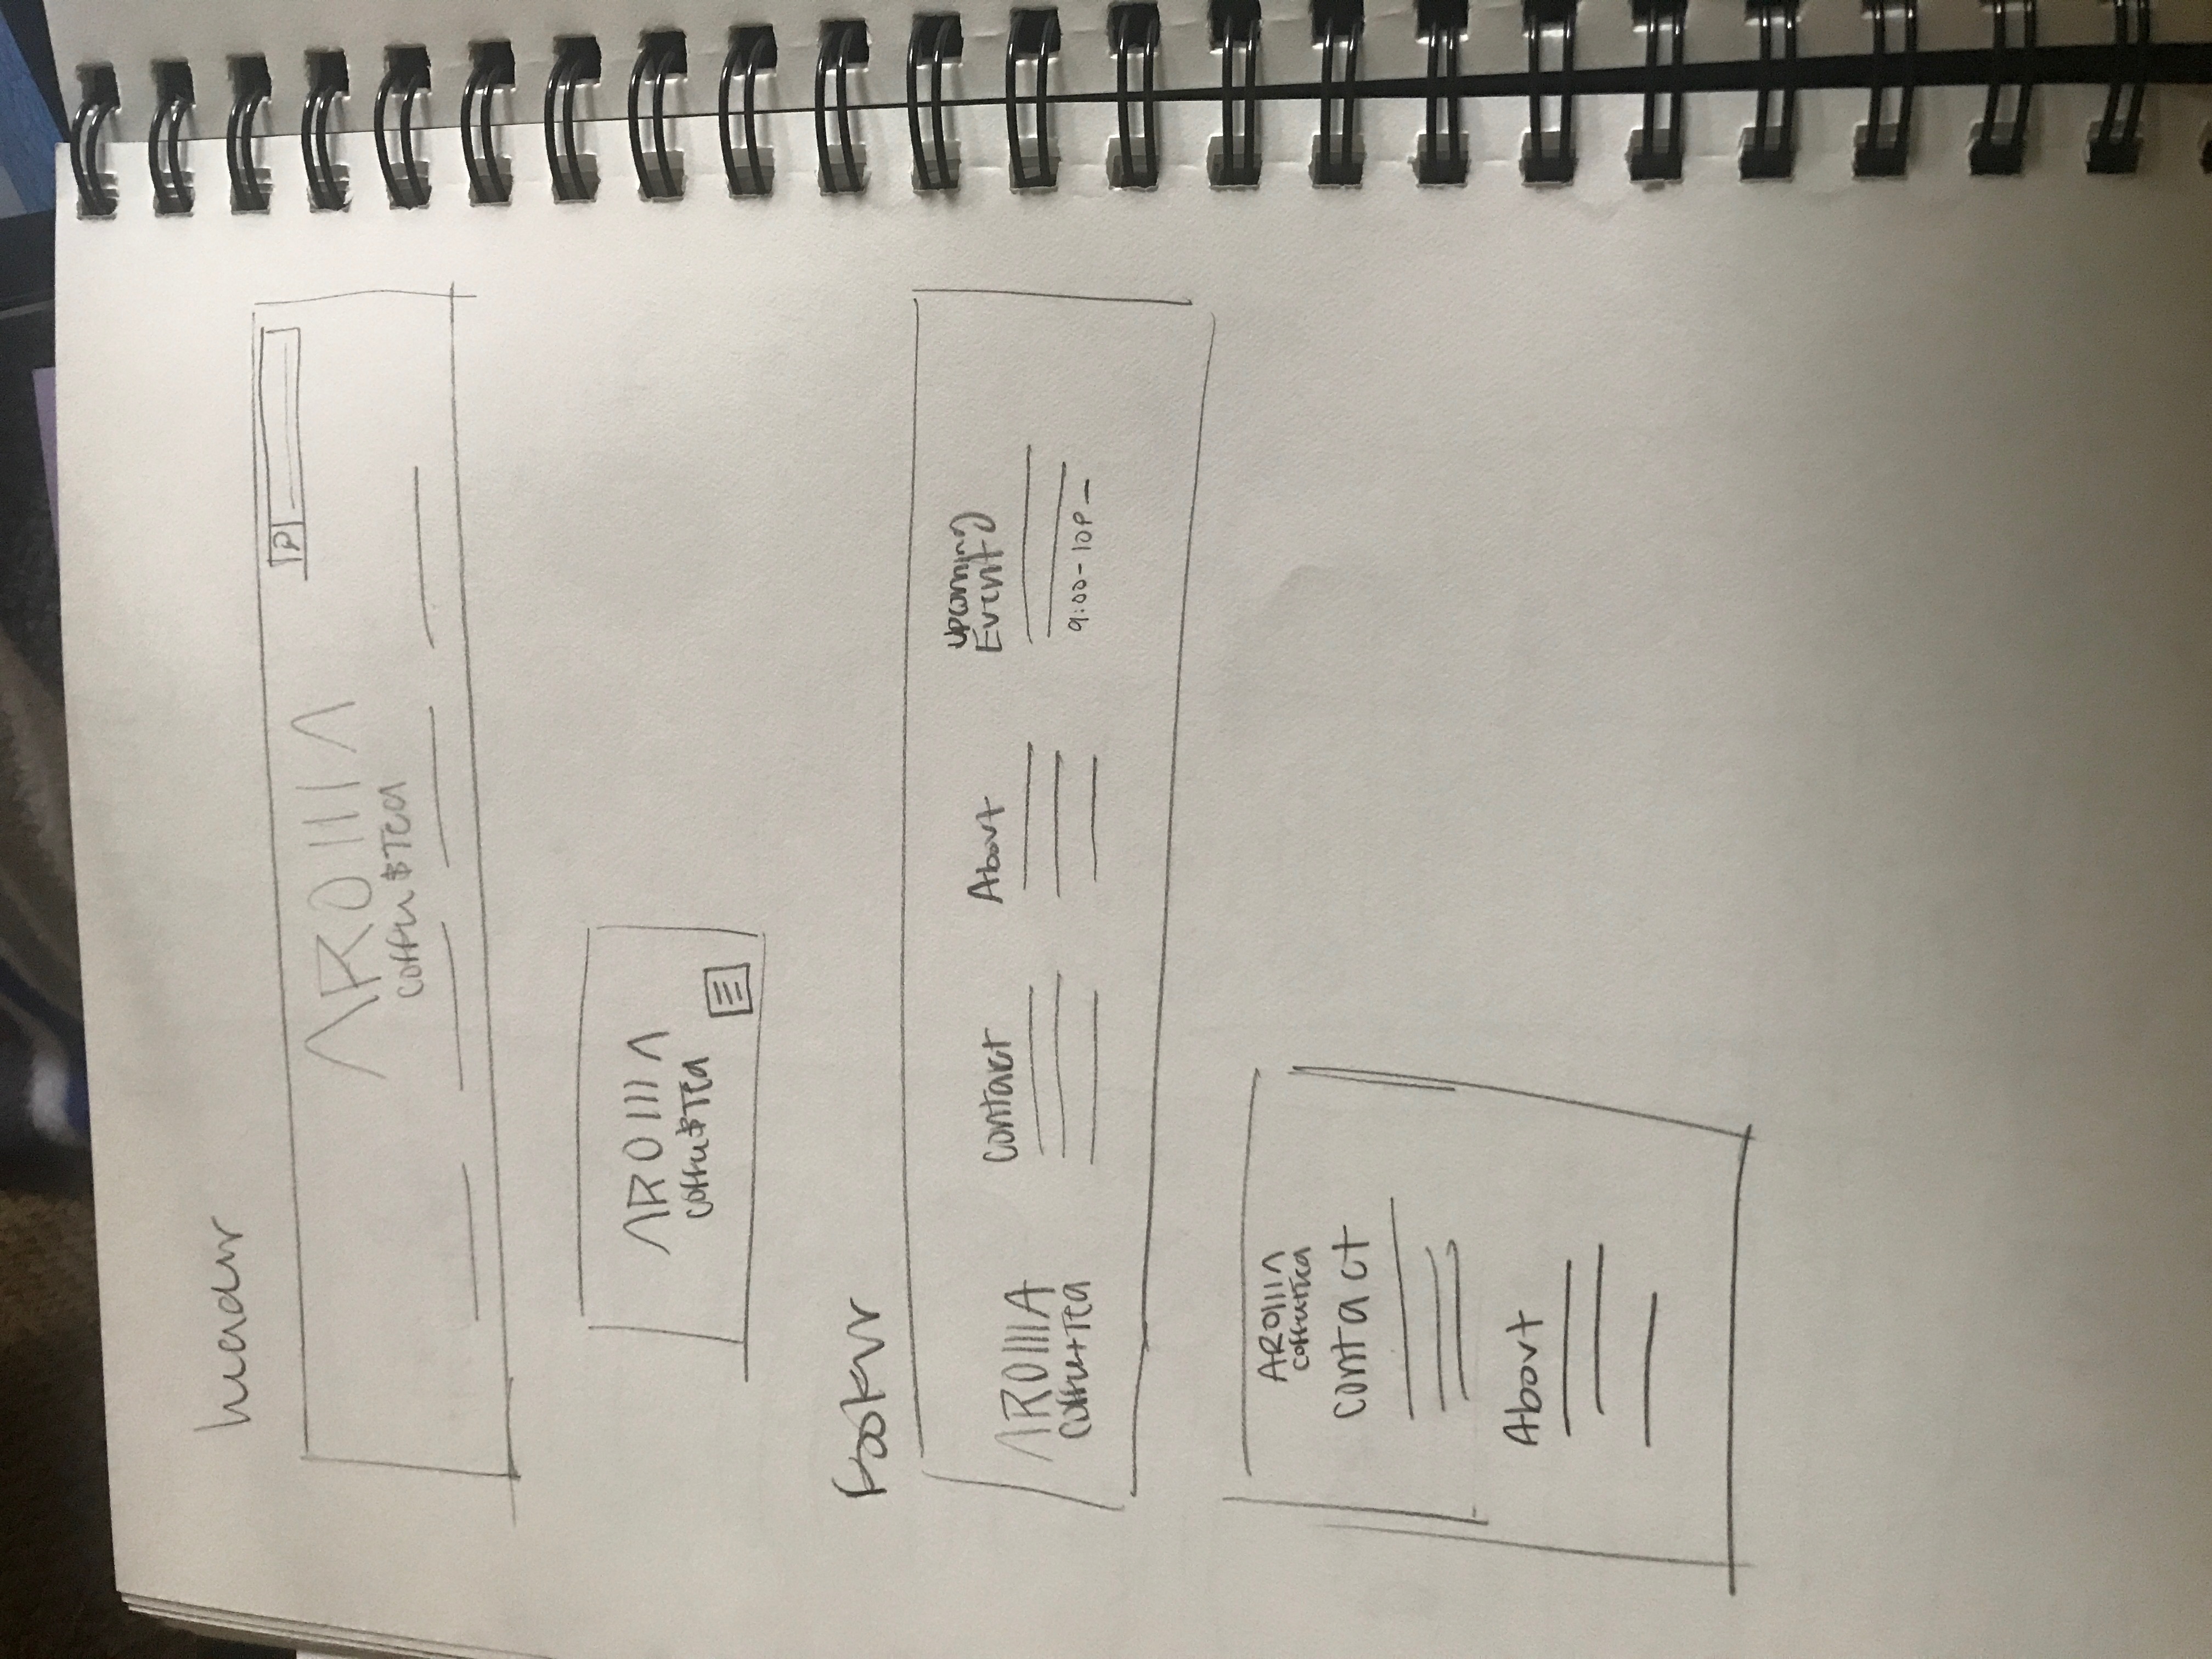 header
AROMA
Coffee & Tea
AROMA
Coffee & Tea
Footer
AROMA
Coffee + Tea
Contact
About
Upcoming
Event
9:00 - 10P
AROMA
Coffee + Tea
Contact
About